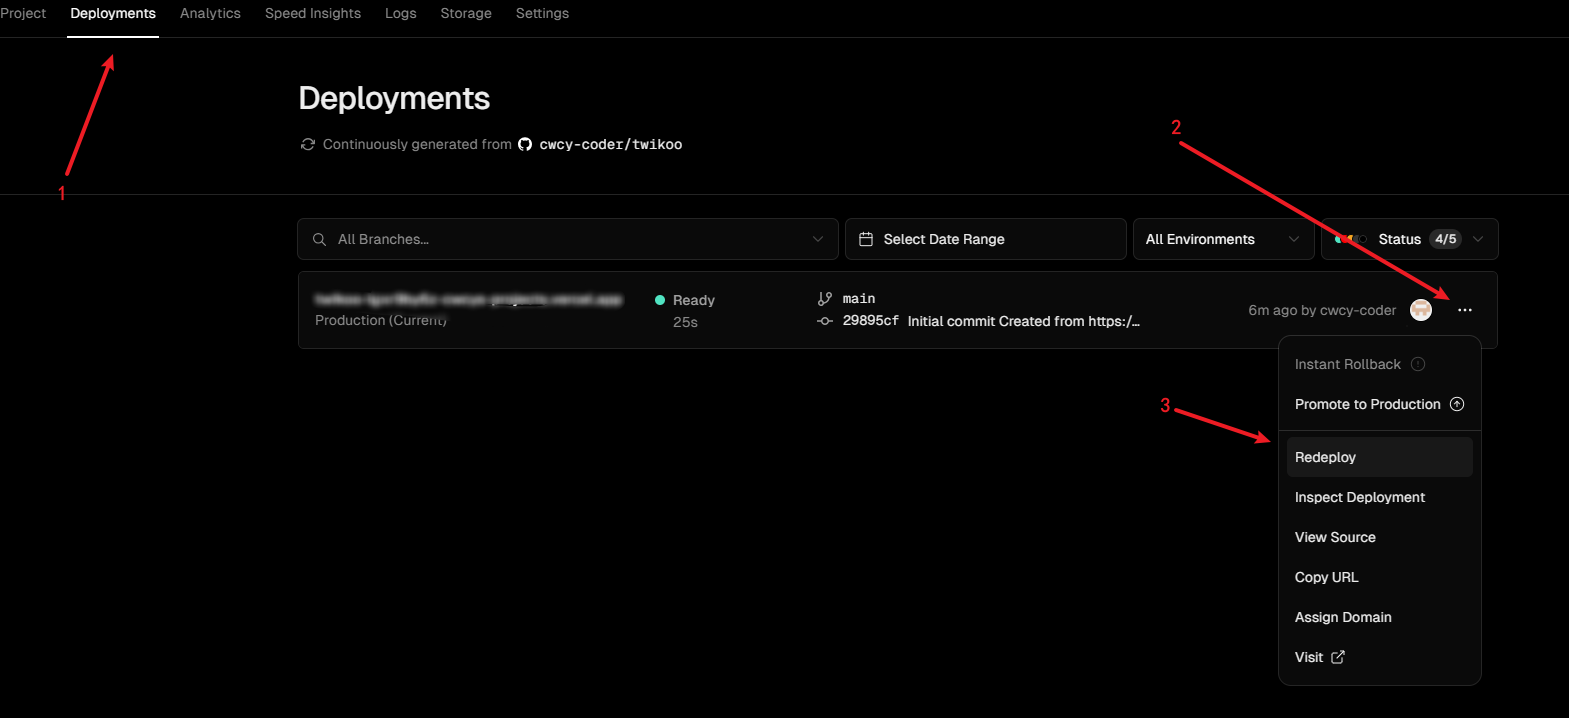 Project Deployments Analytics Speed Insights Logs Storage Settings
1
Deployments
Continuously generated from cwcy-coder/twikoo
2
All Branches...
Select Date Range
All Environments
Status 4/5
Ready
main
Production (Current)
25s
29895cf Initial commit Created from https:/...
6m ago by cwcy-coder
Instant Rollback
Promote to Production
3
Redeploy
Inspect Deployment
View Source
Copy URL
Assign Domain
Visit